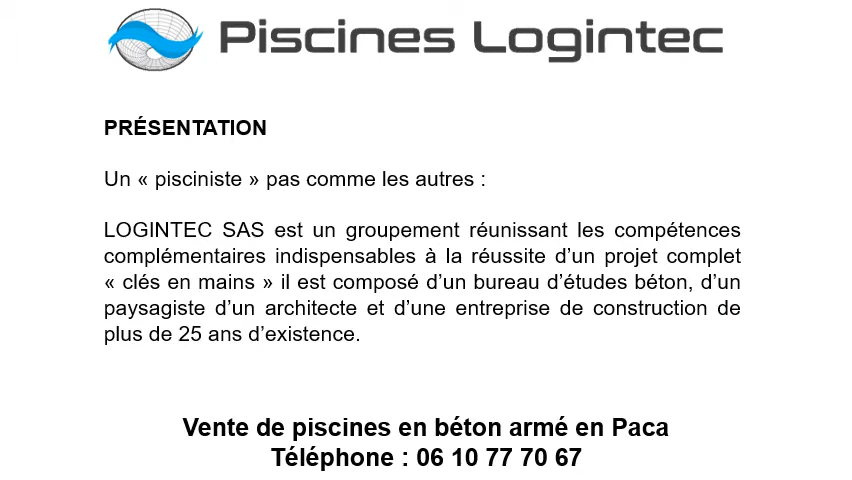 Piscines Logintec
PRÉSENTATION
Un « pisciniste » pas comme les autres :
LOGINTEC SAS est un groupement réunissant les compétences
complémentaires indispensables à la réussite d’un projet complet
« clés en mains » il est composé d’un bureau d’études béton, d’un
paysagiste d’un architecte et d’une entreprise de construction de
plus de 25 ans d’existence.
Vente de piscines en béton armé en Paca
Téléphone : 06 10 77 70 67